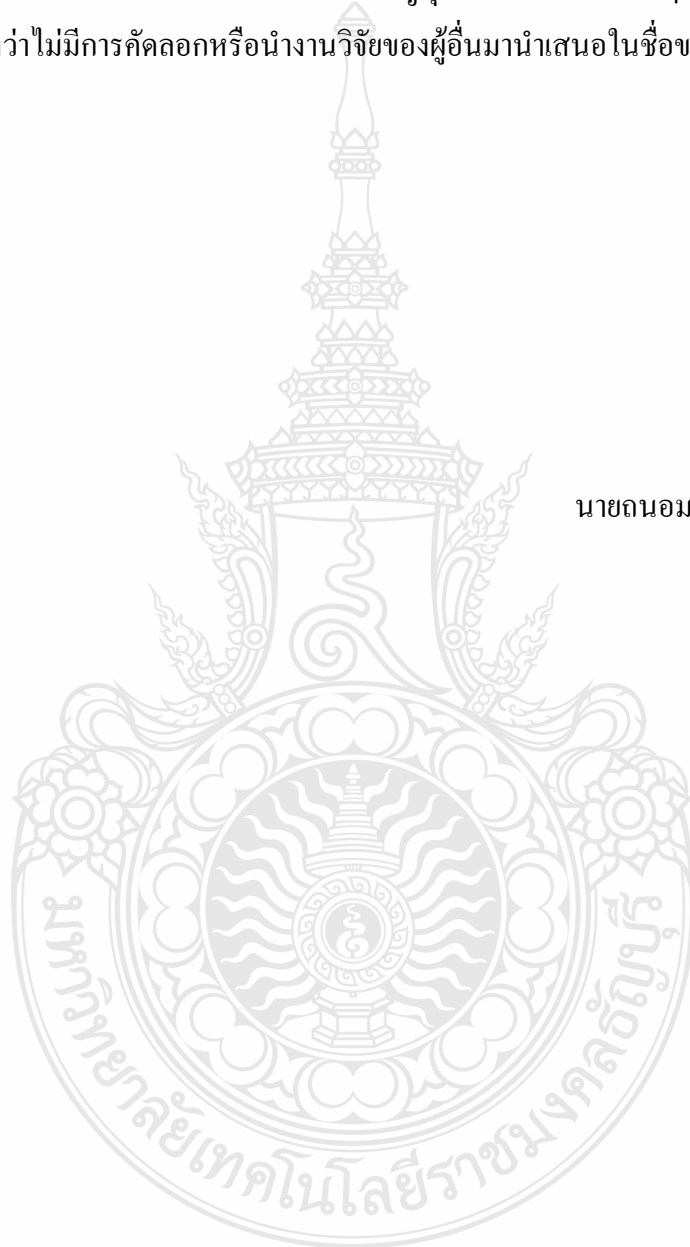 ว่าไม่มีการคัดลอกหรือนำงานวิจัยของผู้อื่นมานำเสนอในชื่อข
นายถนอม
มหาวิทยาลัยเทคโนโลยีราชมงคลธัญบุรี